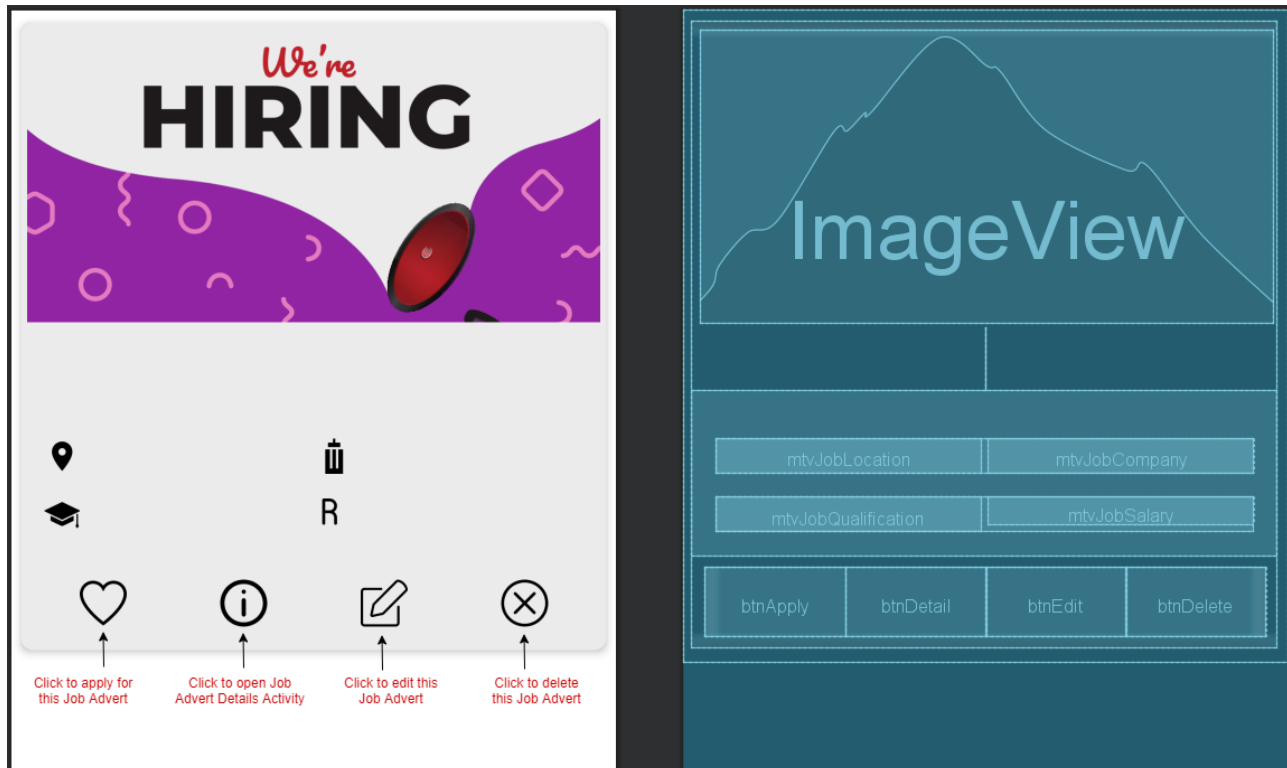 We're
HIRING
R
Click to apply for
this Job Advert
Click to open Job
Advert Details Activity
Click to edit this
Job Advert
Click to delete
this Job Advert
ImageView
mtvJobLocation
mtvJobCompany
mtvJobQualification
mtvJobSalary
btnApply
btnDetail
btnEdit
btnDelete